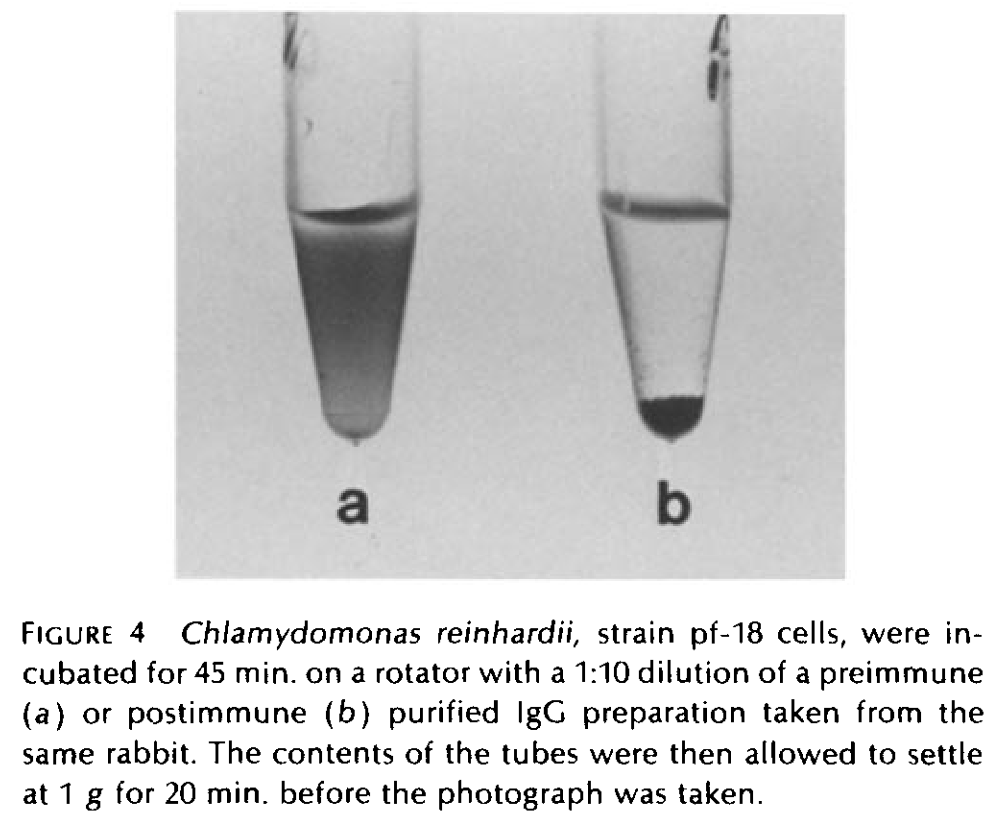 a b
FIGURE 4 Chlamydomonas reinhardii, strain pf-18 cells, were in-
cubated for 45 min. on a rotator with a 1:10 dilution of a preimmune
(a) or postimmune (b) purified IgG preparation taken from the
same rabbit. The contents of the tubes were then allowed to settle
at 1 g for 20 min. before the photograph was taken.